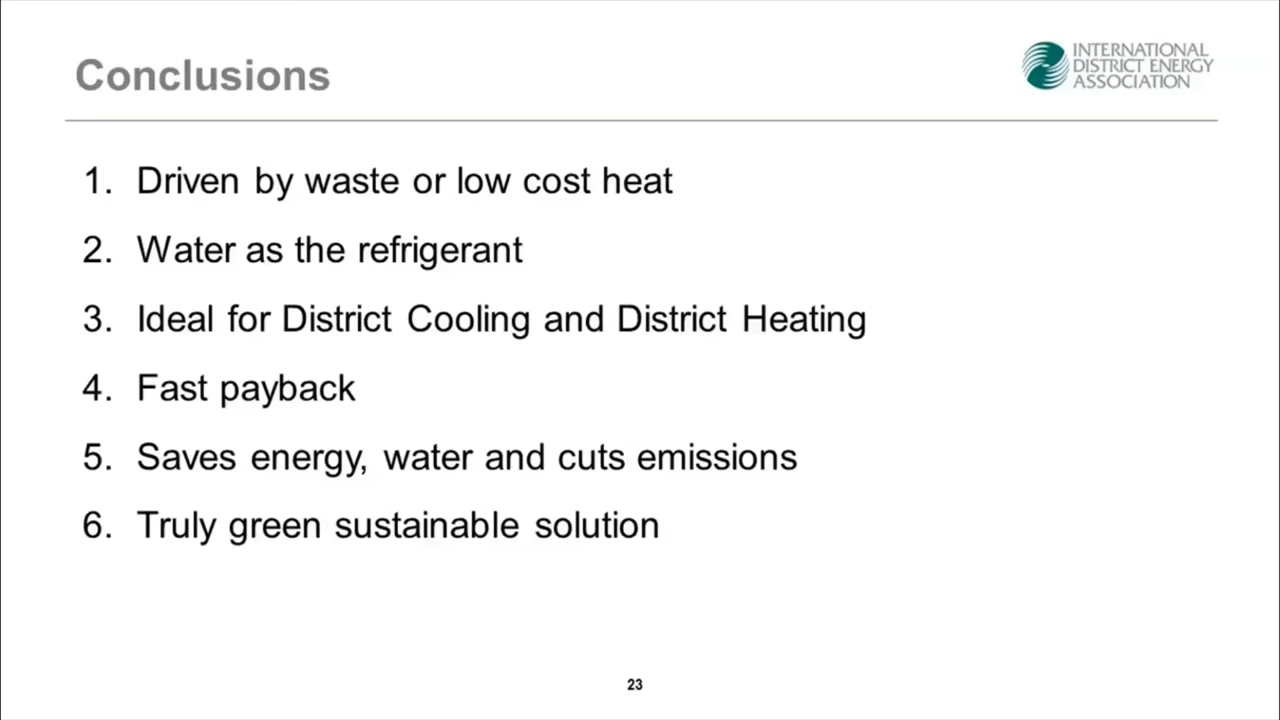 Conclusions
INTERNATIONAL
DISTRICT ENERGY
ASSOCIATION
1. Driven by waste or low cost heat
2. Water as the refrigerant
3. Ideal for District Cooling and District Heating
4. Fast payback
5. Saves energy, water and cuts emissions
6. Truly green sustainable solution
23